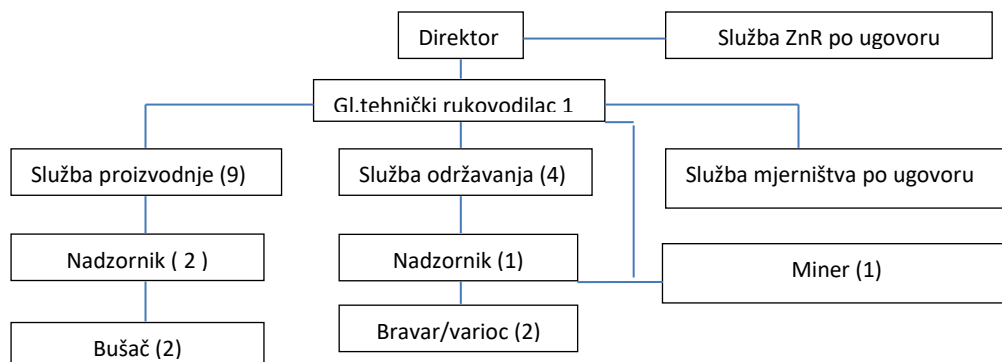 Direktor
Služba ZnR po ugovoru
Gl.tehnički rukovodilac 1
Služba proizvodnje (9)
Služba održavanja (4)
Služba mjerništva po ugovoru
Nadzornik ( 2 )
Nadzornik (1)
Miner (1)
Bušač (2)
Bravar/varioc (2)